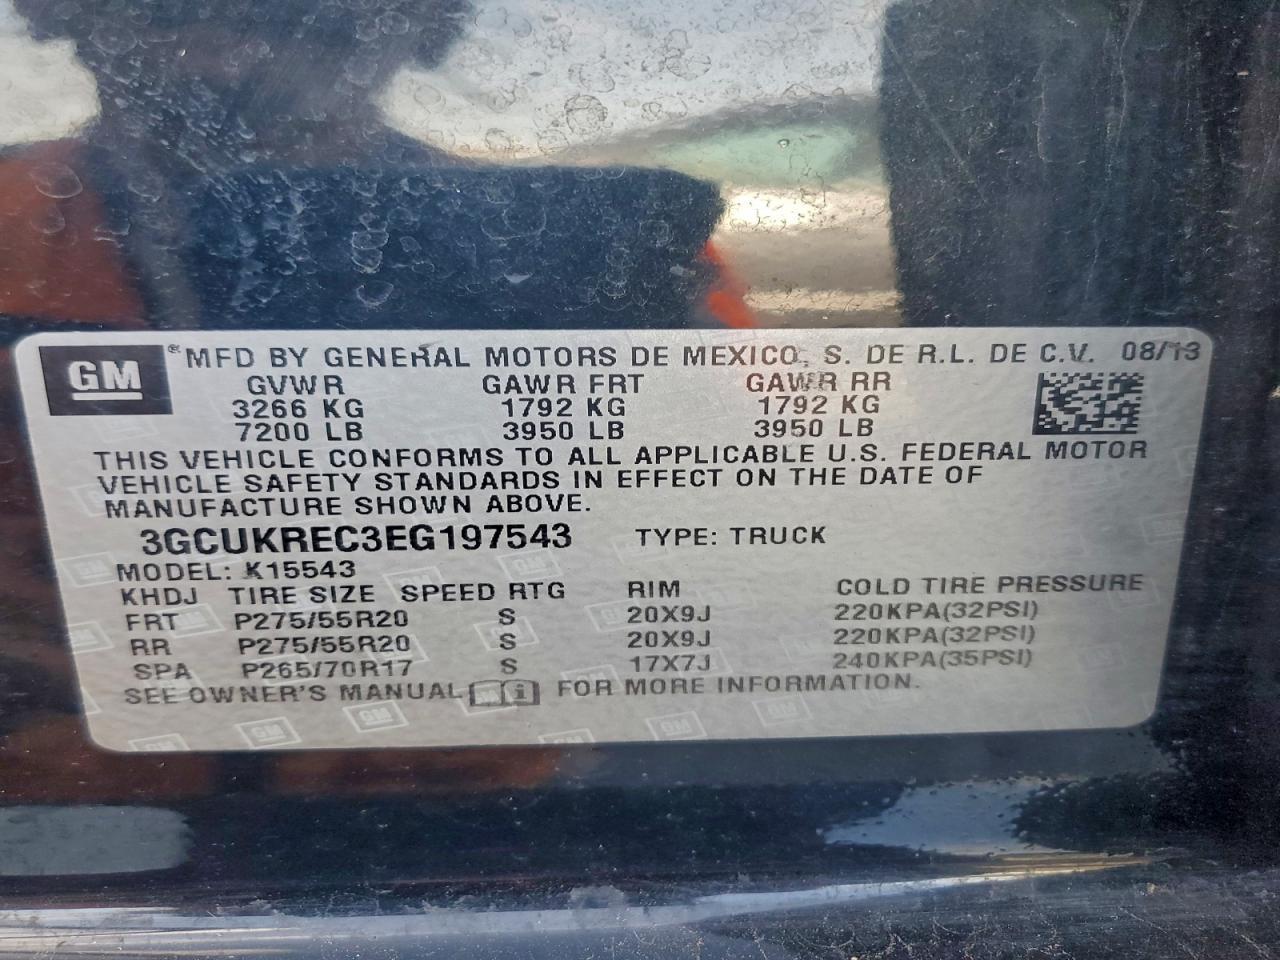 GM ® MFD BY GENERAL MOTORS DE MEXICO, S. DE R.L. DE C.V. 08/13
GVWR GAWR FRT GAWR RR
3266 KG 1792 KG 1792 KG
7200 LB 3950 LB 3950 LB
THIS VEHICLE CONFORMS TO ALL APPLICABLE U.S. FEDERAL MOTOR
VEHICLE SAFETY STANDARDS IN EFFECT ON THE DATE OF
MANUFACTURE SHOWN ABOVE.
3GCUKREC3EG197543 TYPE: TRUCK
MODEL: K15543
KHDJ TIRE SIZE SPEED RTG RIM COLD TIRE PRESSURE
FRT P275/55R20 S 20X9J 220KPA(32PSI)
RR P275/55R20 S 20X9J 220KPA(32PSI)
SPA P265/70R17 S 17X7J 240KPA(35PSI)
SEE OWNER'S MANUAL i FOR MORE INFORMATION.